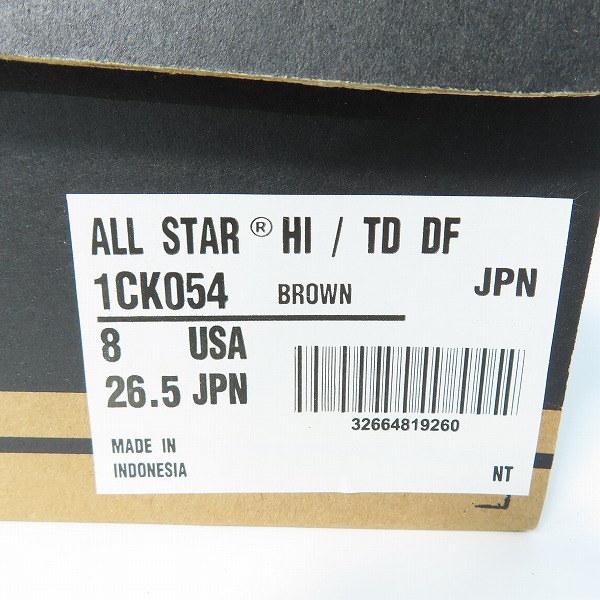 ALL STAR® HI / TD DF
1CK054 BROWN JPN
8 USA
26.5 JPN
32664819260
MADE IN
INDONESIA
NT